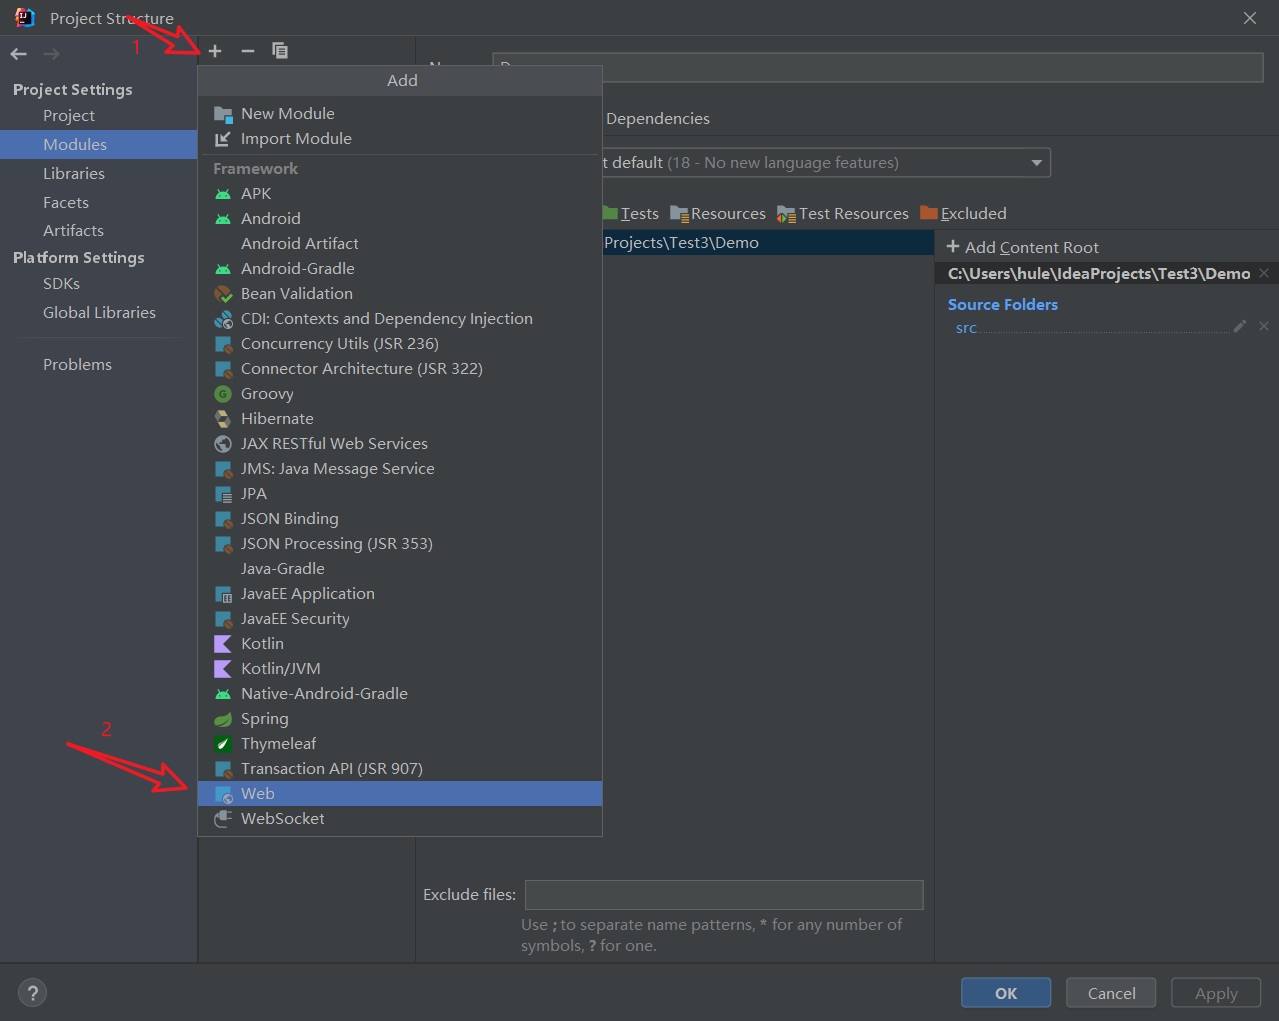 Project Structure
1
Project Settings
Project
Modules
Libraries
Facets
Artifacts
Platform Settings
SDKs
Global Libraries
Problems
Add
New Module
Import Module
Framework
APK
Android
Android Artifact
Android-Gradle
Bean Validation
CDI: Contexts and Dependency Injection
Concurrency Utils (JSR 236)
Connector Architecture (JSR 322)
Groovy
Hibernate
JAX RESTful Web Services
JMS: Java Message Service
JPA
JSON Binding
JSON Processing (JSR 353)
Java-Gradle
JavaEE Application
JavaEE Security
Kotlin
Kotlin/JVM
Native-Android-Gradle
Spring
Thymeleaf
Transaction API (JSR 907)
Web
WebSocket
2
Dependencies
t default (18 - No new language features)
Tests Resources Test Resources Excluded
Projects\Test3\Demo
+ Add Content Root
C:\Users\hule\IdeaProjects\Test3\Demo
Source Folders
src
Exclude files:
Use ; to separate name patterns, * for any number of
symbols, ? for one.
?
OK Cancel Apply